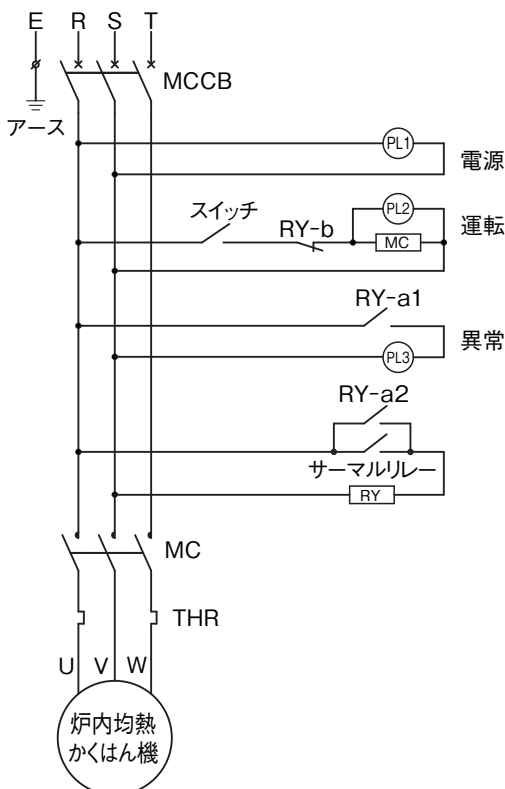 E R S T
MCCB
アース
PL1
電源
スイッチ
RY-b
PL2
MC
運転
RY-a1
異常
PL3
RY-a2
サーマルリレー
RY
MC
THR
U V W
炉内均熱
かくはん機